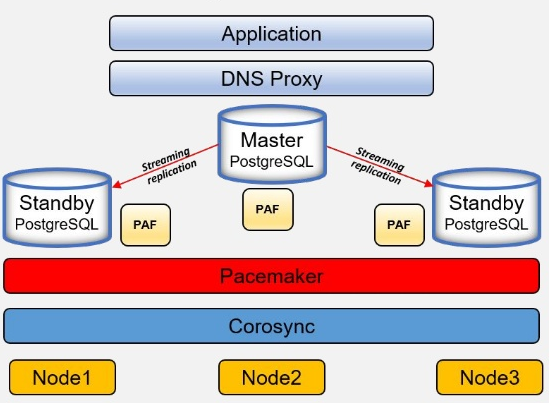 Application
DNS Proxy
Master
PostgreSQL
Streaming
replication
Streaming
replication
Standby
PostgreSQL
PAF
PAF
PAF
Standby
PostgreSQL
Pacemaker
Corosync
Node1
Node2
Node3